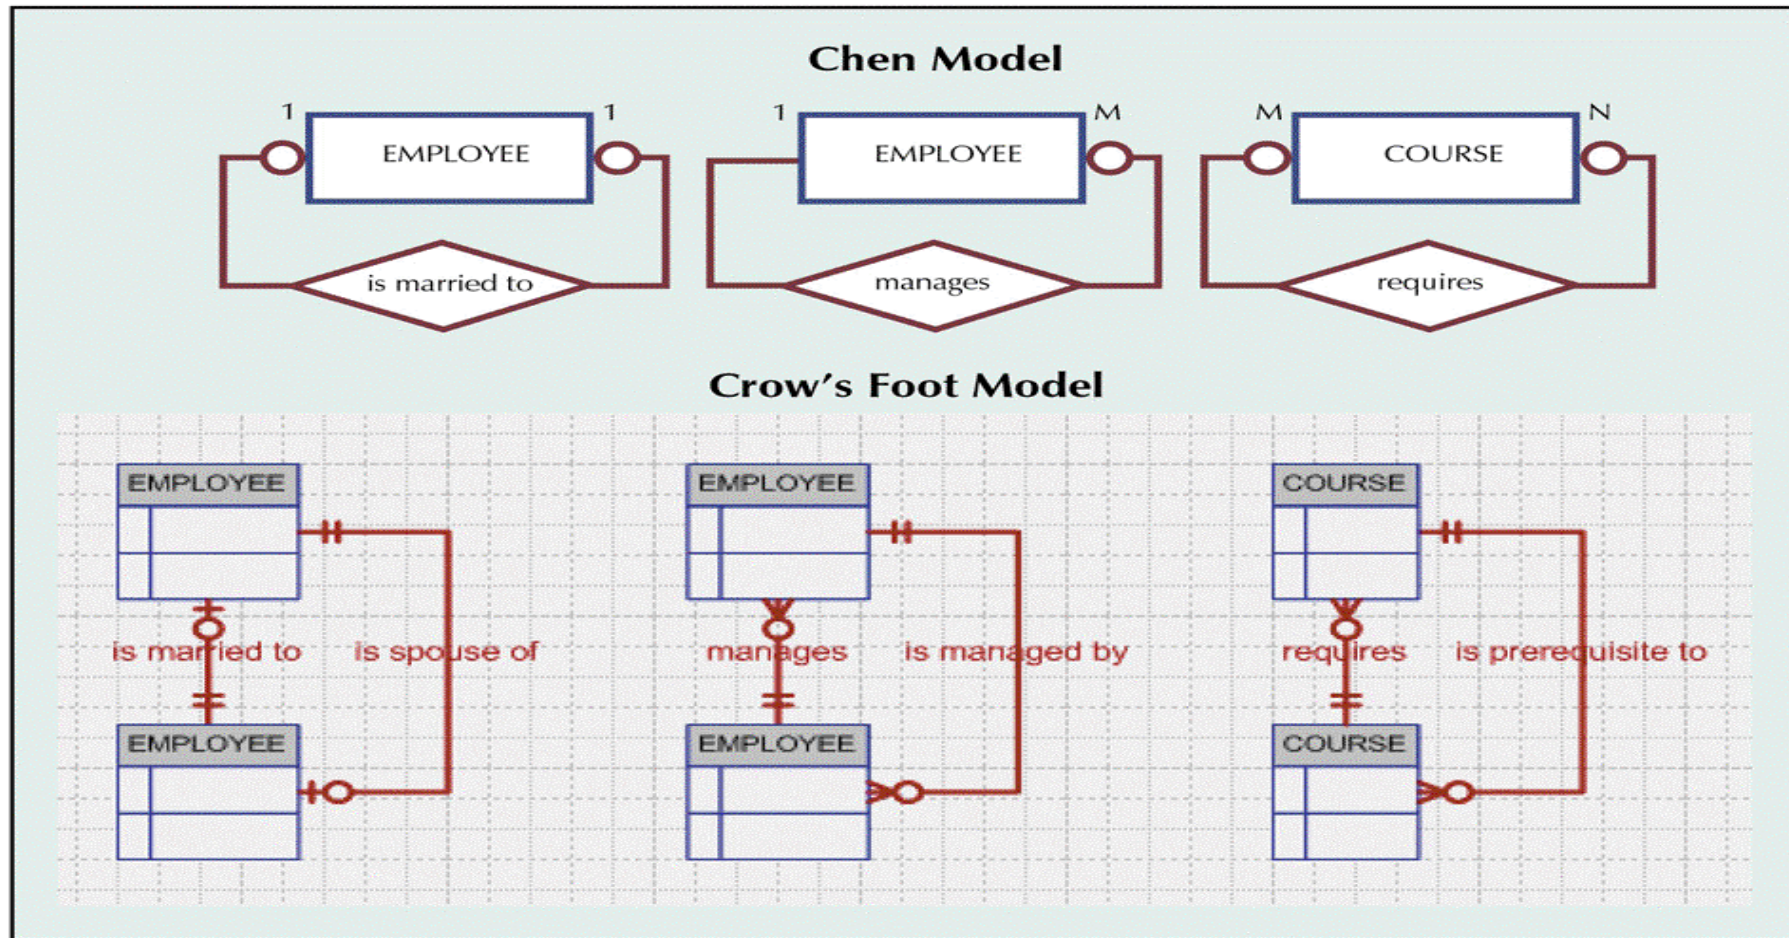 Chen Model
1 1 1 M M N
EMPLOYEE EMPLOYEE COURSE
is married to manages requires
Crow's Foot Model
EMPLOYEE EMPLOYEE COURSE
is married to is spouse of manages is managed by requires is prerequisite to
EMPLOYEE EMPLOYEE COURSE